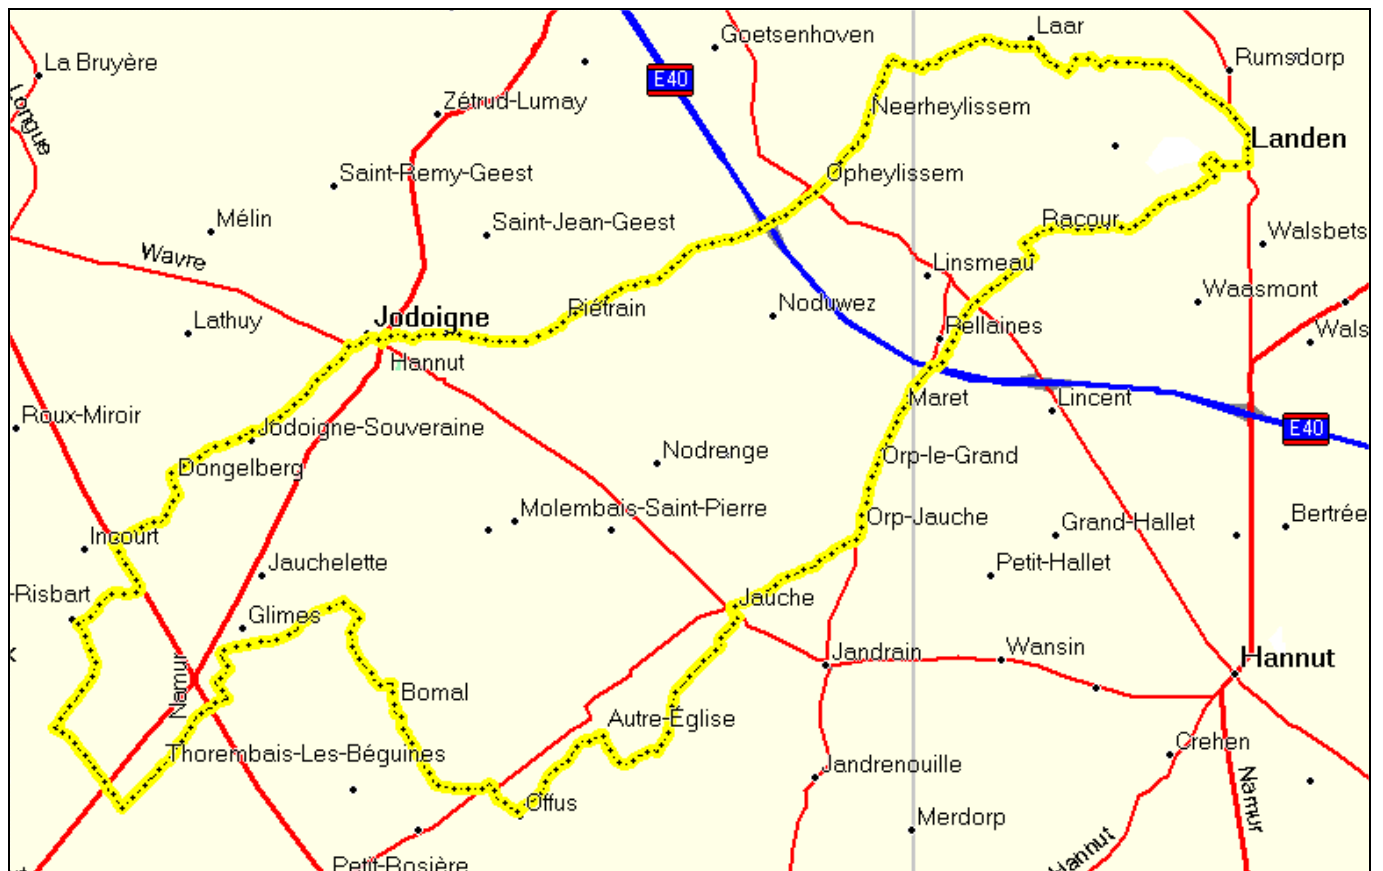 Goetsenhoven
Laar
Rumsdorp
La Bruyère
E40
Longue
Zétrud-Lumay
Neerheylissem
Landen
Saint-Remy-Geest
Opheylissem
Mélin
Saint-Jean-Geest
Racour
Walsbets
Wavre
Linsmeau
Waasmont
Jodoigne
Piétrain
Noduwez
Pellaines
Wals
Lathuy
Hannut
Maret
Lincent
E40
Roux-Miroir
Jodoigne-Souveraine
Nodrange
Orp-le-Grand
Dongelberg
Molembais-Saint-Pierre
Orp-Jauche
Grand-Hallet
Bertrée
Incourt
Jauchelette
Petit-Hallet
-Risbart
Glimes
Jauche
Jandrain
Wansin
Hannut
Namur
Bomal
Autre-Église
Thorembais-Les-Béguines
Crehen
Jandrenouille
Namur
Offus
Merdorp
Hannut
Petit-Rosière